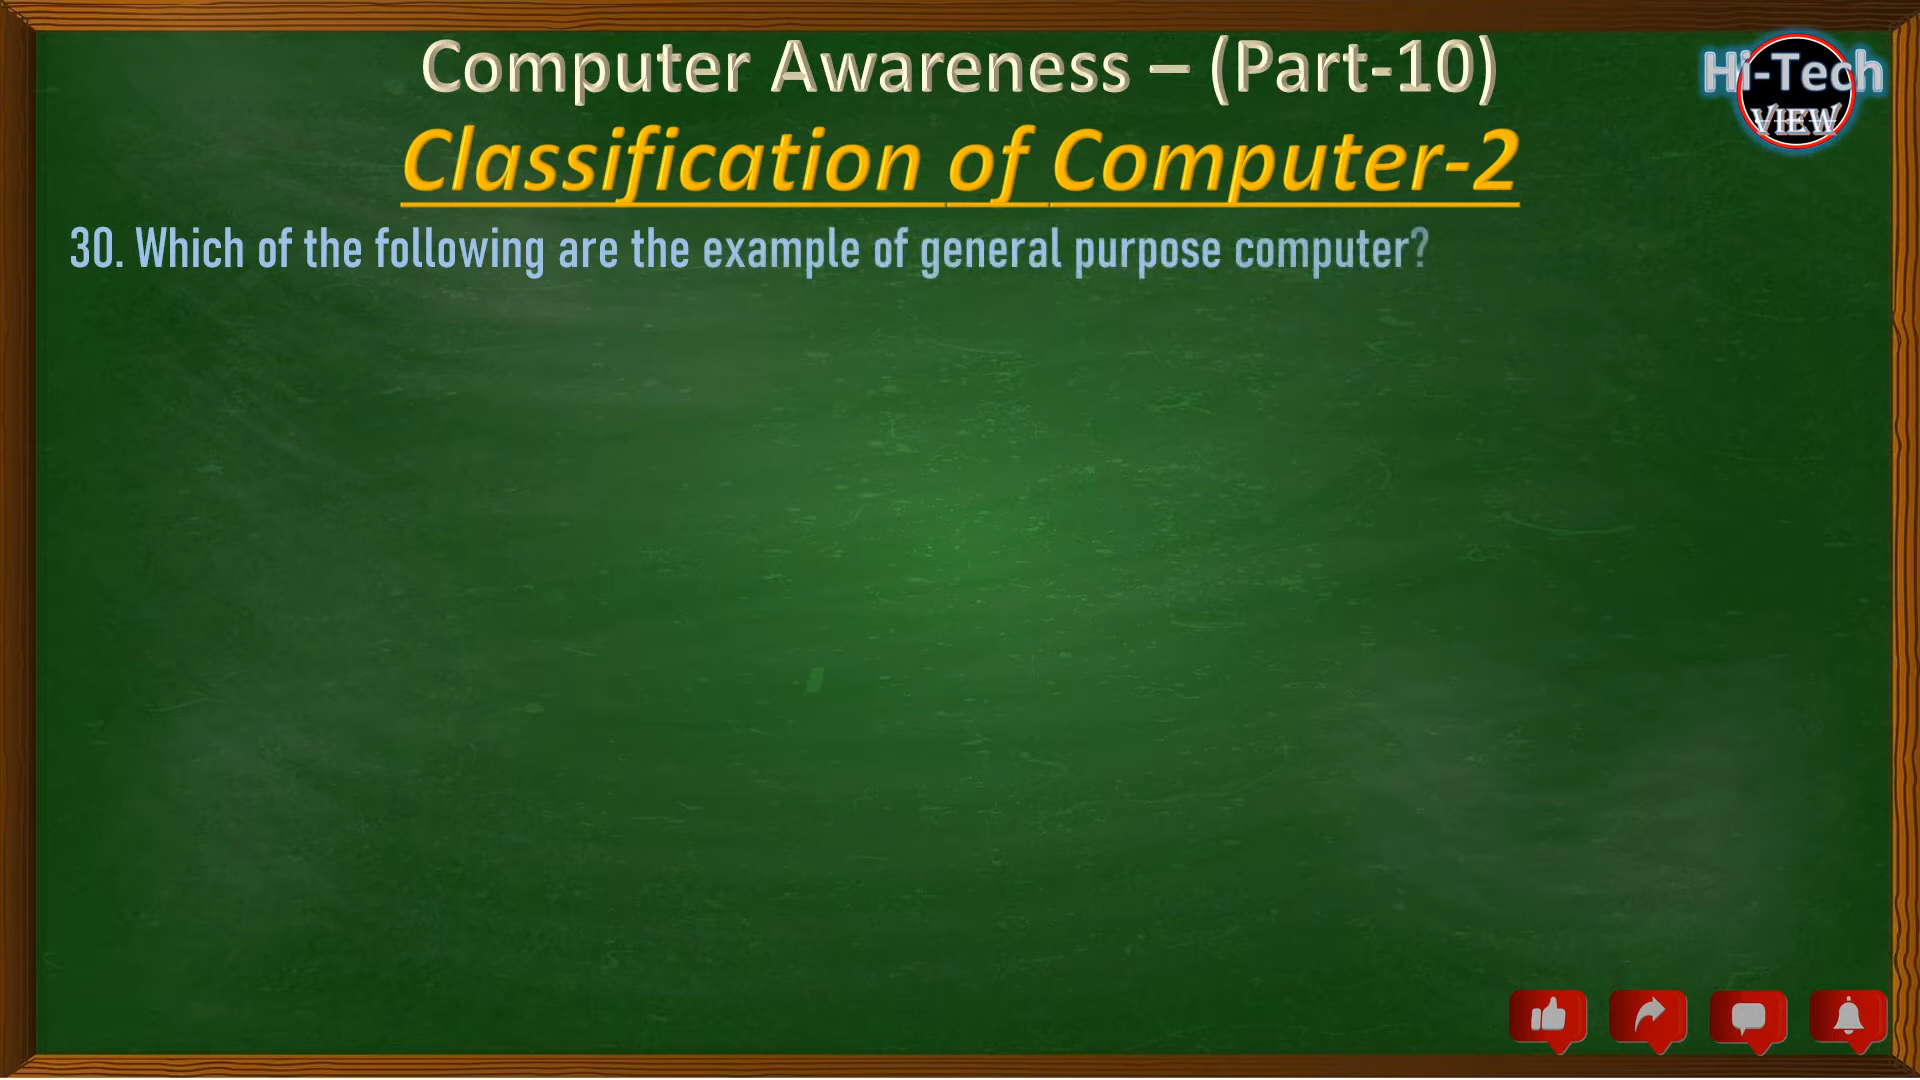 Computer Awareness – (Part-10)
Hi-Tech
VIEW
Classification of Computer-2
30. Which of the following are the example of general purpose computer?